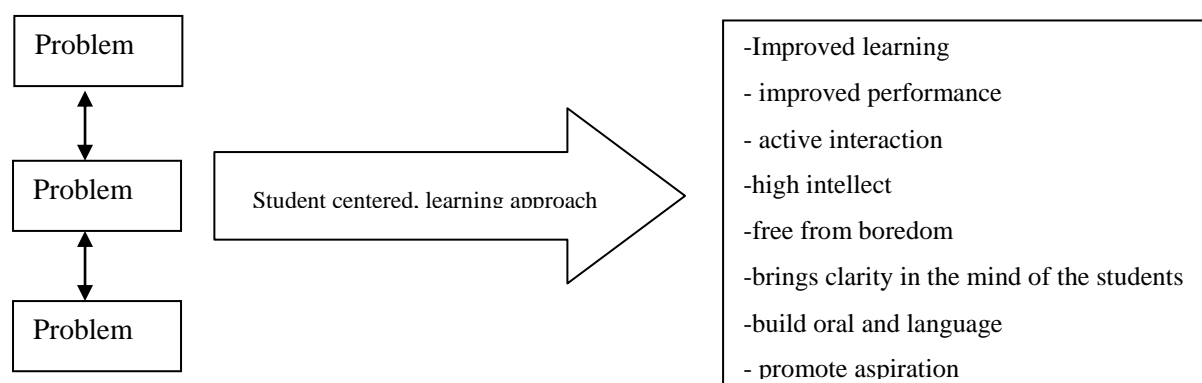 Problem
Problem
Problem
Student centered, learning approach
-Improved learning
- improved performance
- active interaction
-high intellect
-free from boredom
-brings clarity in the mind of the students
-build oral and language
- promote aspiration